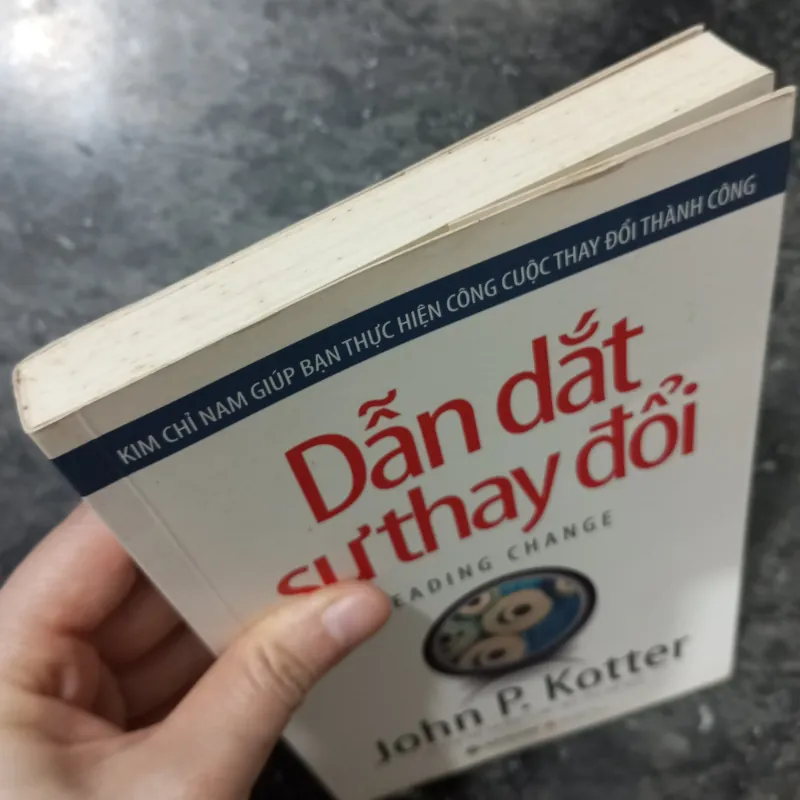 KIM CHỈ NAM GIÚP BẠN THỰC HIỆN CÔNG CUỘC THAY ĐỔI THÀNH CÔNG
Dẫn dắt
sự thay đổi
EADING CHANGE
John P. Kotter